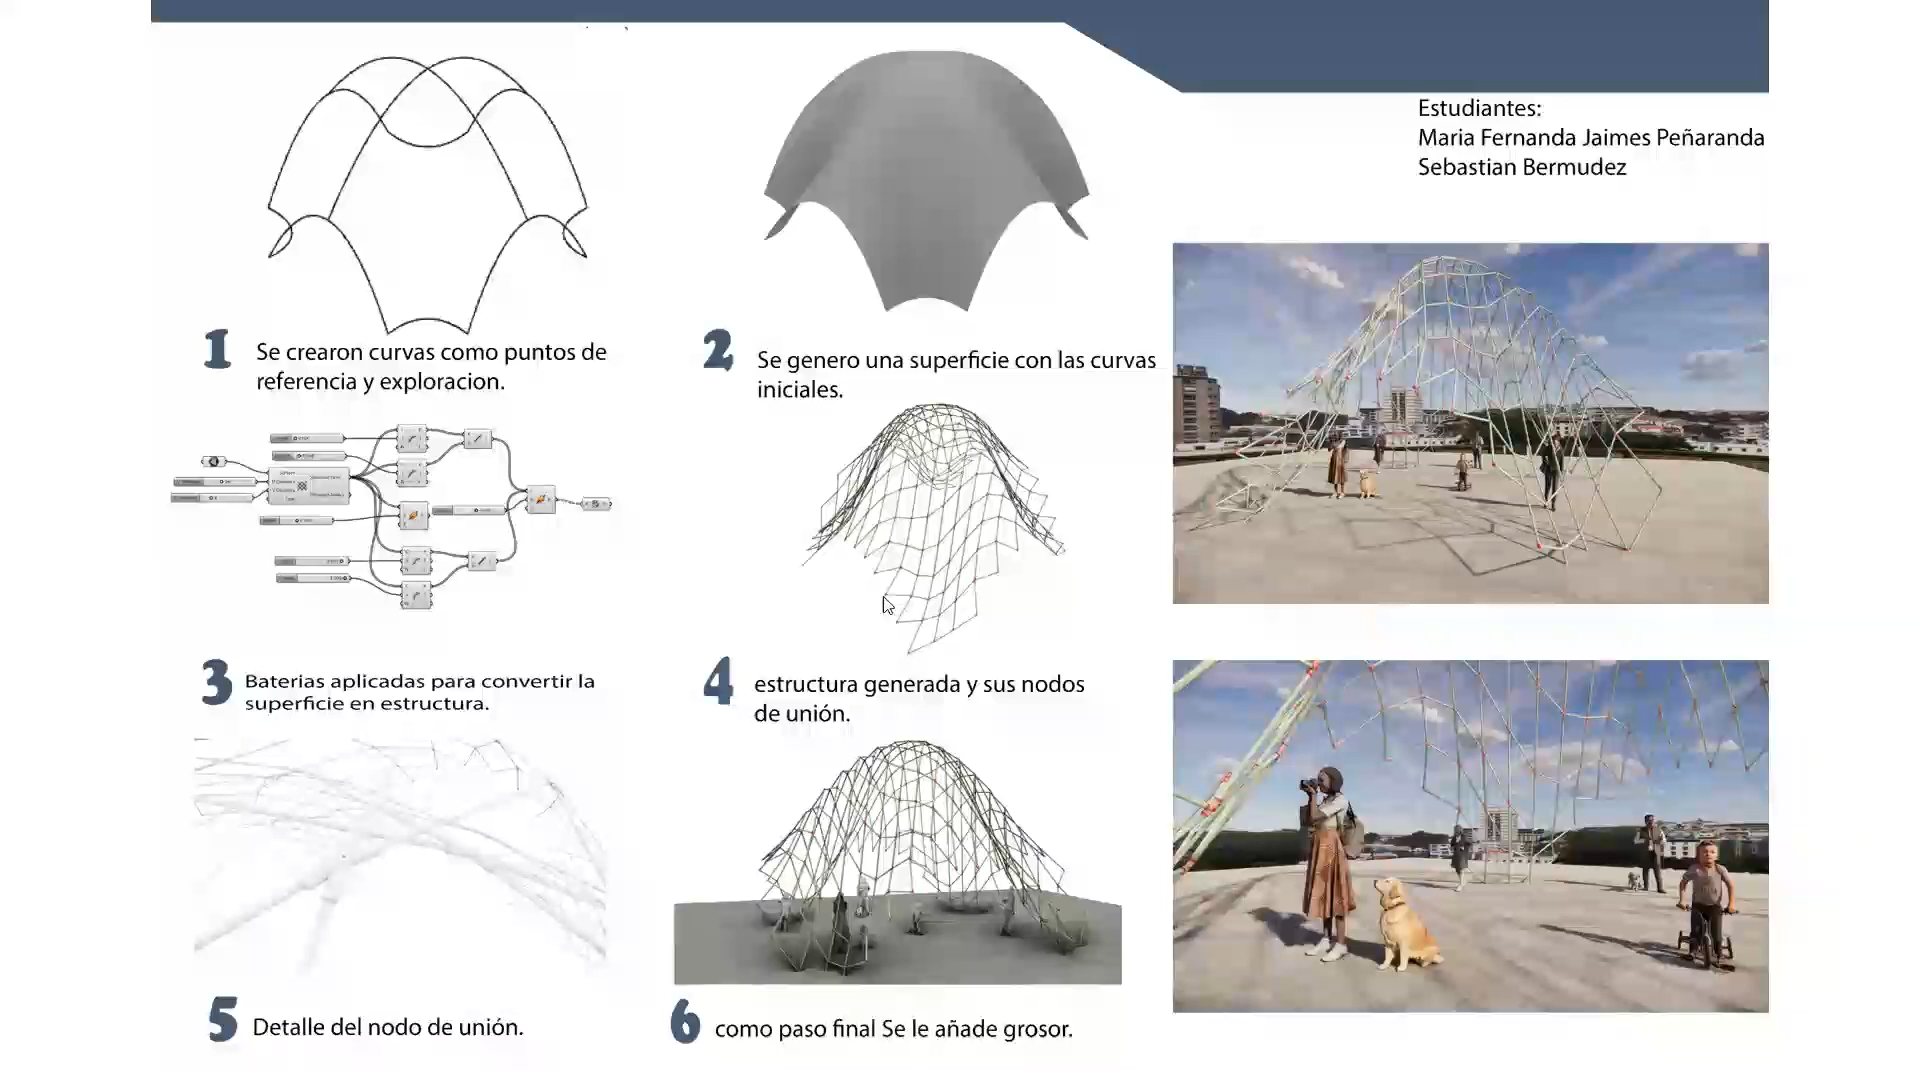 Estudiantes:
Maria Fernanda Jaimes Peñaranda
Sebastian Bermudez
1
Se crearon curvas como puntos de
referencia y exploracion.
2
Se genero una superficie con las curvas
iniciales.
3
Baterias aplicadas para convertir la
superficie en estructura.
4
estructura generada y sus nodos
de unión.
5
Detalle del nodo de unión.
6
como paso final Se le añade grosor.